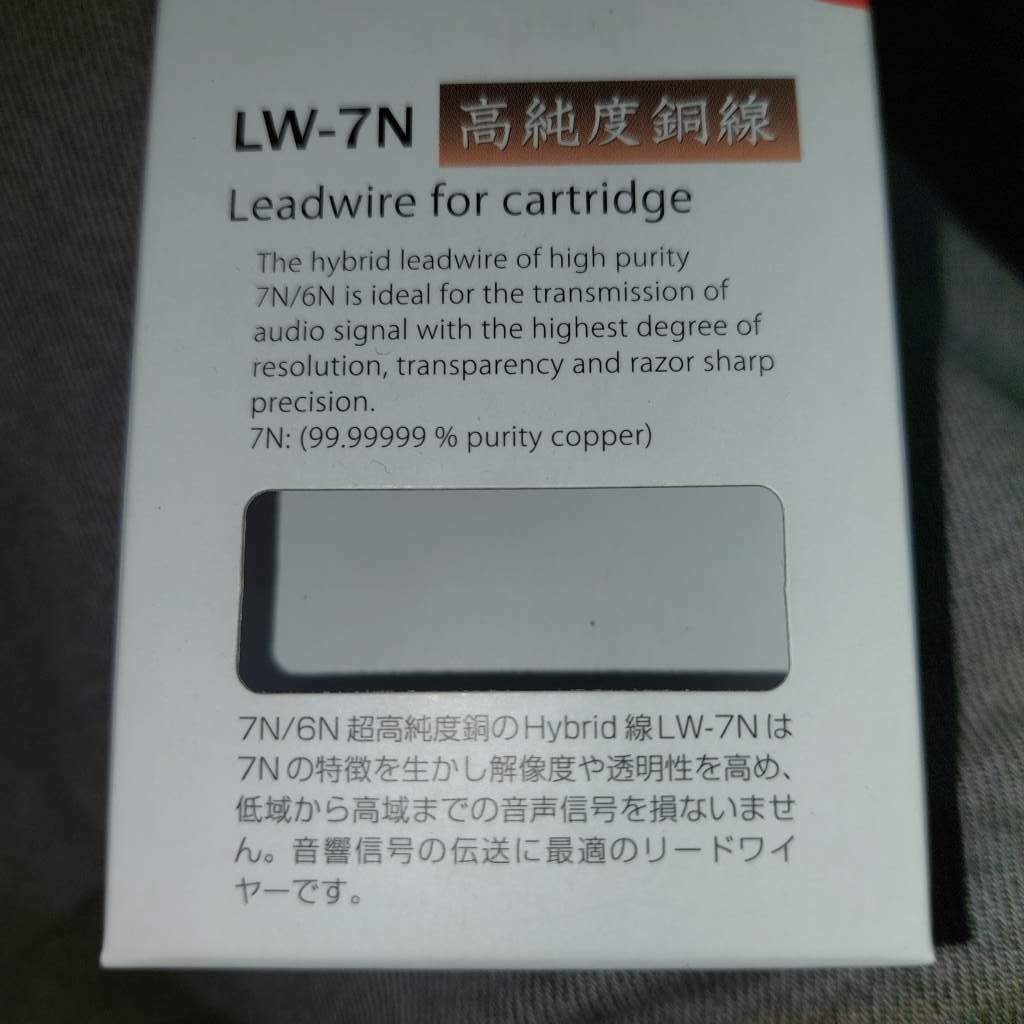 LW-7N 高純度銅線
Leadwire for cartridge
The hybrid leadwire of high purity
7N/6N is ideal for the transmission of
audio signal with the highest degree of
resolution, transparency and razor sharp
precision.
7N: (99.99999 % purity copper)
7N/6N 超高純度銅のHybrid 線LW-7Nは
7Nの特徴を生かし解像度や透明性を高め、
低域から高域までの音声信号を損ないませ
ん。音響信号の伝送に最適のリードワイ
ヤーです。